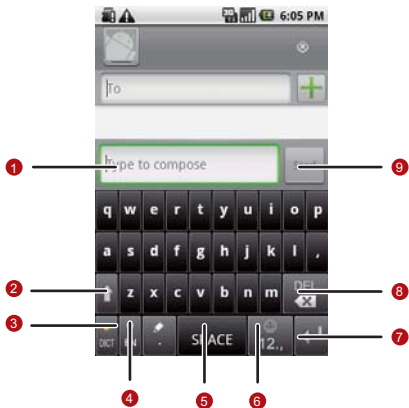 3G 6:05 PM
To
1 Type to compose 9
q w e r t y u i o p
a s d f g h j k l ,
2 z x c v b n m DEL 8
3 DICT EN . SPACE 12.. 7
4 5 6